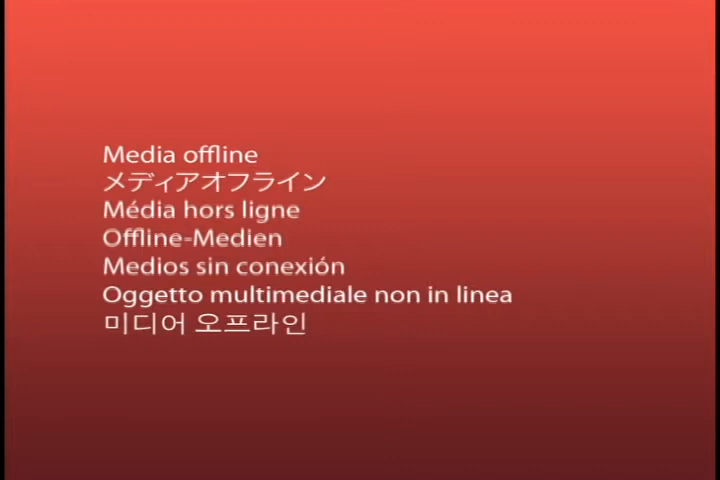 Media offline
メディアオフライン
Média hors ligne
Offline-Medien
Medios sin conexión
Oggetto multimediale non in linea
미디어 오프라인